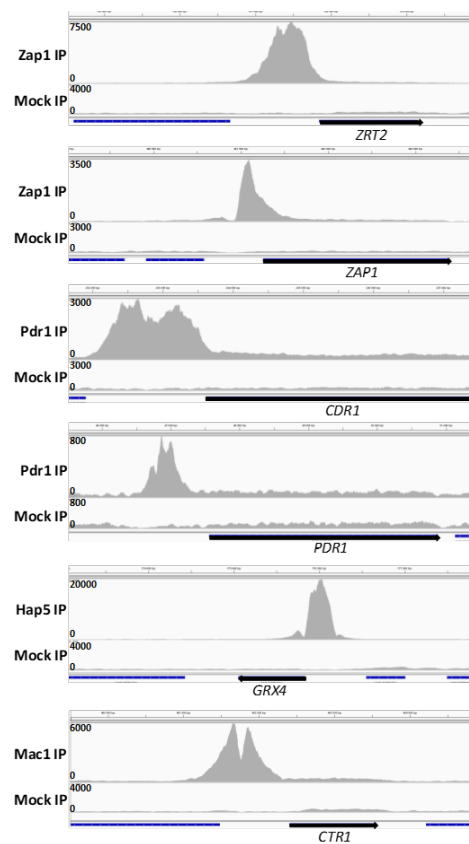 7500
Zap1 IP
0
4000
Mock IP
0
ZRT2
3500
Zap1 IP
0
3000
Mock IP
0
ZAP1
3000
Pdr1 IP
0
3000
Mock IP
0
CDR1
800
Pdr1 IP
0
800
Mock IP
0
PDR1
20000
Hap5 IP
0
4000
Mock IP
0
GRX4
6000
Mac1 IP
0
4000
Mock IP
0
CTR1